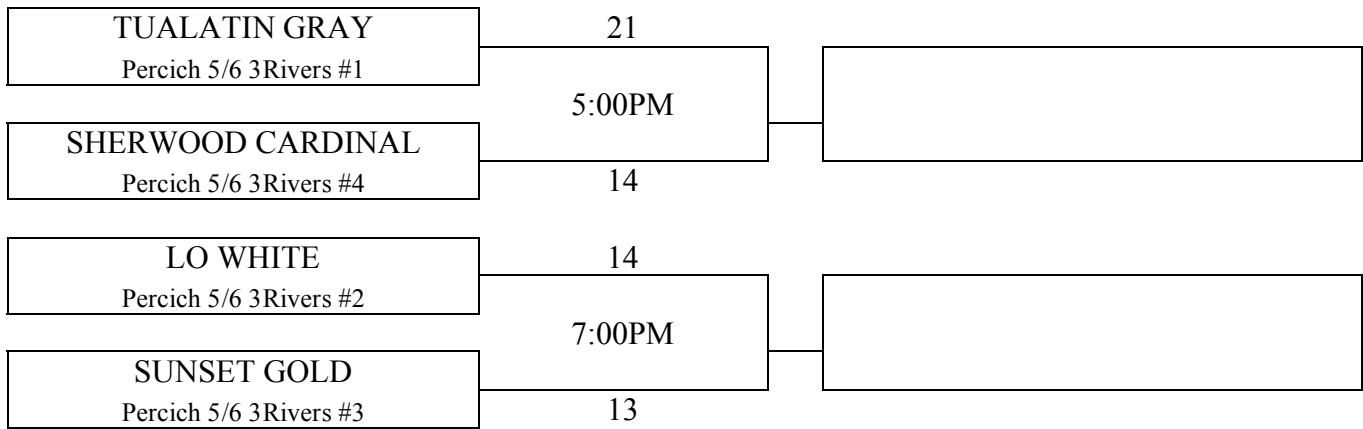 TUALATIN GRAY
Percich 5/6 3Rivers #1
21
5:00PM
SHERWOOD CARDINAL
Percich 5/6 3Rivers #4
14
LO WHITE
Percich 5/6 3Rivers #2
14
7:00PM
SUNSET GOLD
Percich 5/6 3Rivers #3
13